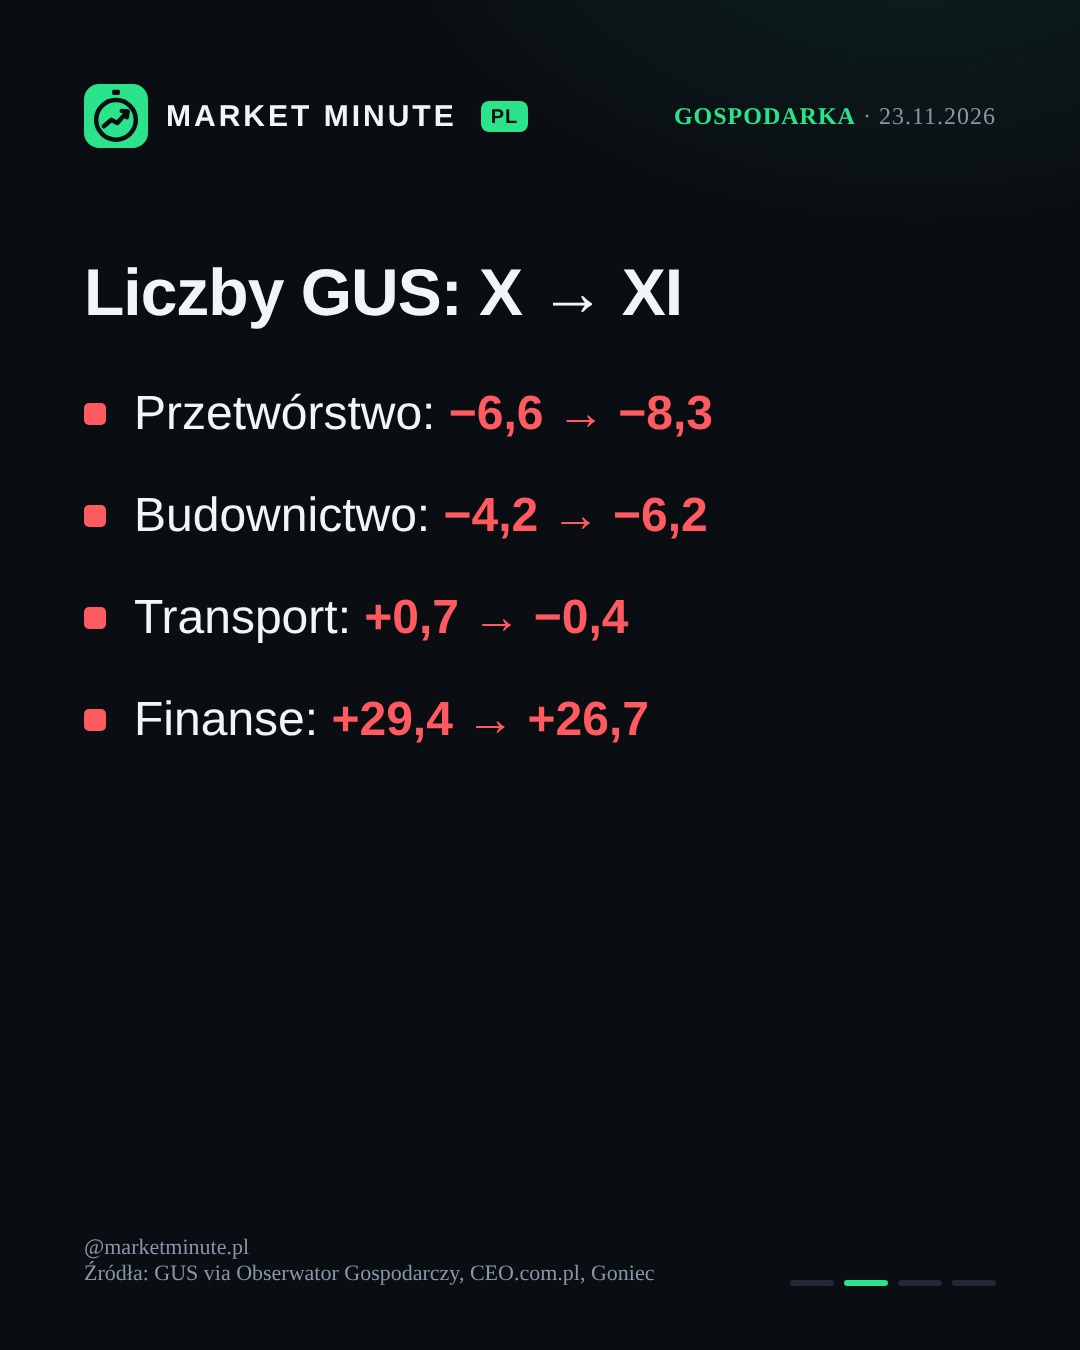 MARKET MINUTE PL
GOSPODARKA · 23.11.2026
Liczby GUS: X → XI
Przetwórstwo: −6,6 → −8,3
Budownictwo: −4,2 → −6,2
Transport: +0,7 → −0,4
Finanse: +29,4 → +26,7
@marketminute.pl
Źródła: GUS via Obserwator Gospodarczy, CEO.com.pl, Goniec